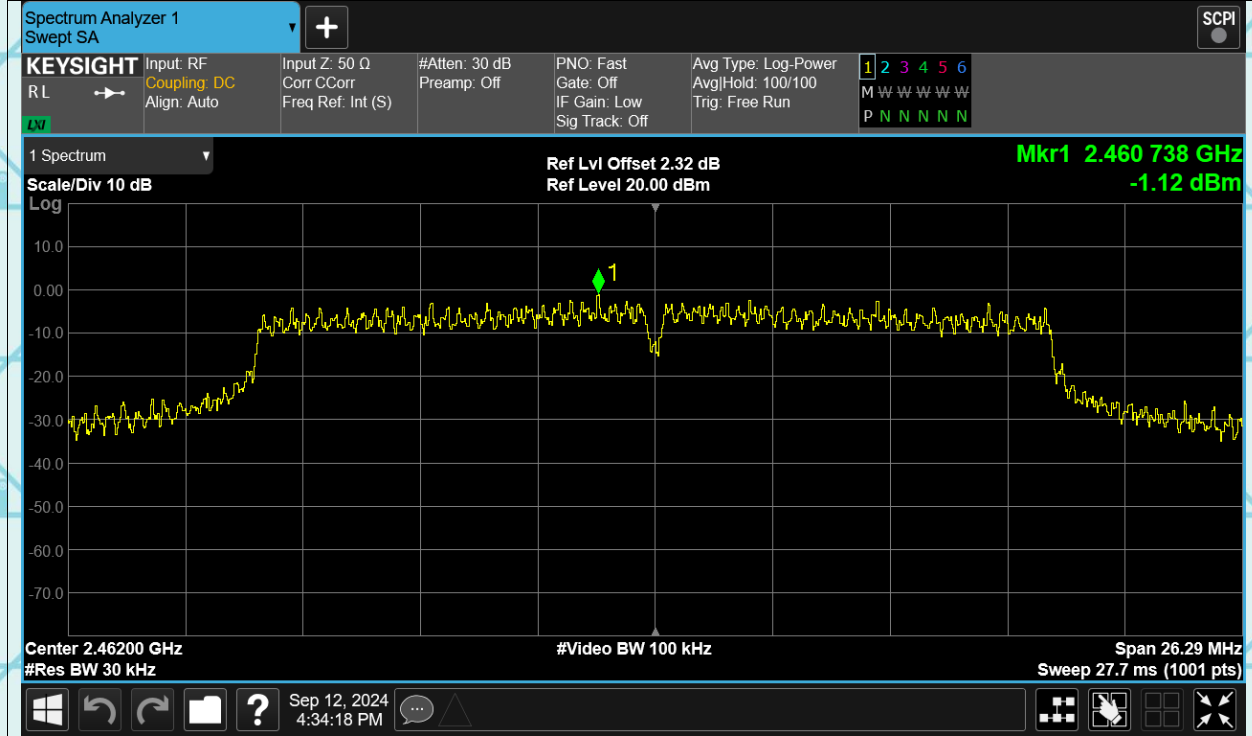 Spectrum Analyzer 1
Swept SA
SCPI
KEYSIGHT
R L
LXI
Input: RF
Coupling: DC
Align: Auto
Input Z: 50 Ω
Corr CCorr
Freq Ref: Int (S)
#Atten: 30 dB
Preamp: Off
PNO: Fast
Gate: Off
IF Gain: Low
Sig Track: Off
Avg Type: Log-Power
Avg|Hold: 100/100
Trig: Free Run
1 2 3 4 5 6
M W W W W W
P N N N N N
1 Spectrum
Scale/Div 10 dB
Log
Ref Lvl Offset 2.32 dB
Ref Level 20.00 dBm
Mkr1 2.460 738 GHz
-1.12 dBm
10.0
0.00
-10.0
-20.0
-30.0
-40.0
-50.0
-60.0
-70.0
1
Center 2.46200 GHz
#Res BW 30 kHz
#Video BW 100 kHz
Span 26.29 MHz
Sweep 27.7 ms (1001 pts)
?
Sep 12, 2024
4:34:18 PM